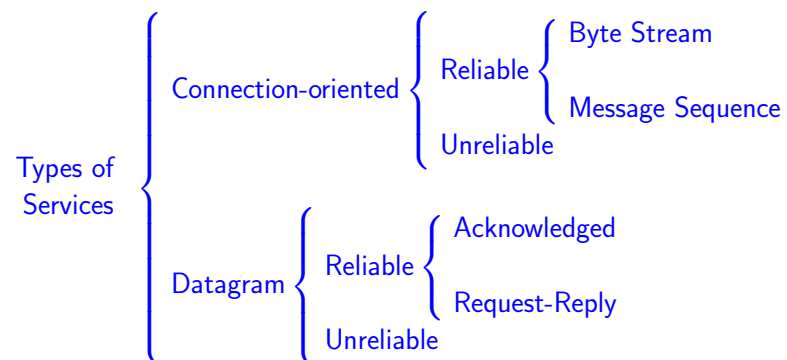 Types of
Services
Connection-oriented
Reliable
Byte Stream
Message Sequence
Unreliable
Datagram
Reliable
Acknowledged
Request-Reply
Unreliable